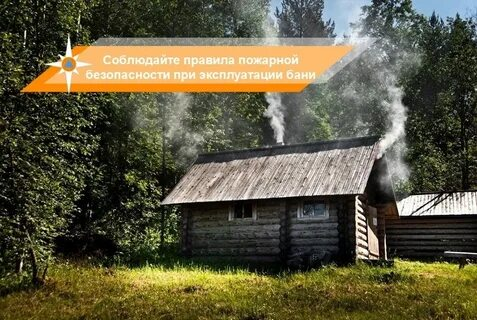 Соблюдайте правила пожарной
безопасности при эксплуатации бани